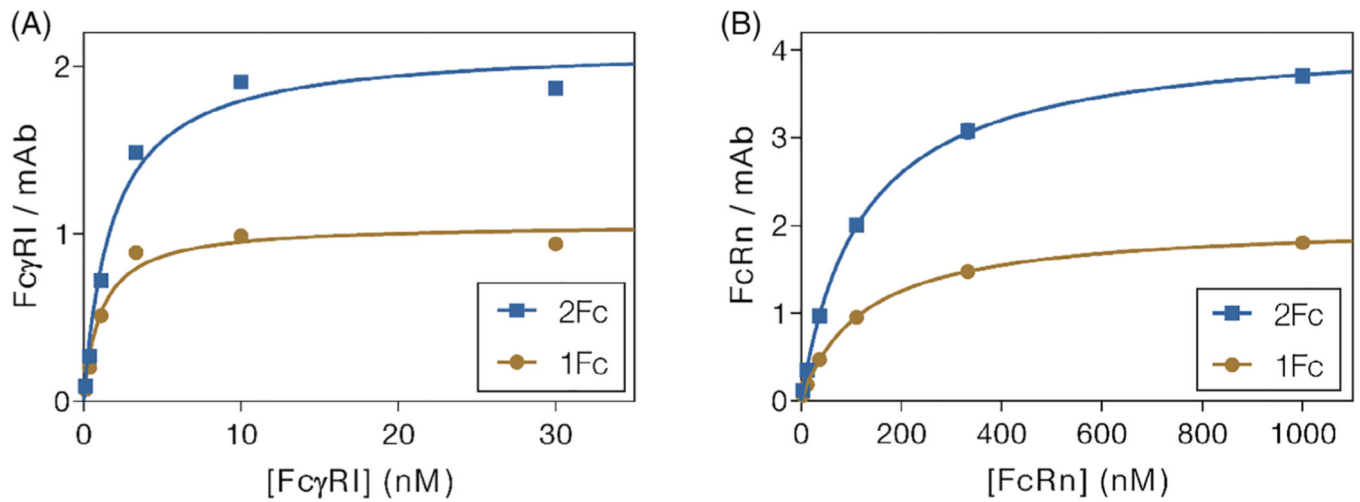 (A)
FcγRI / mAb
2
1
0
0 10 20 30
[FcγRI] (nM)
2Fc
1Fc
(B)
FcRn / mAb
4
3
2
1
0
0 200 400 600 800 1000
[FcRn] (nM)
2Fc
1Fc